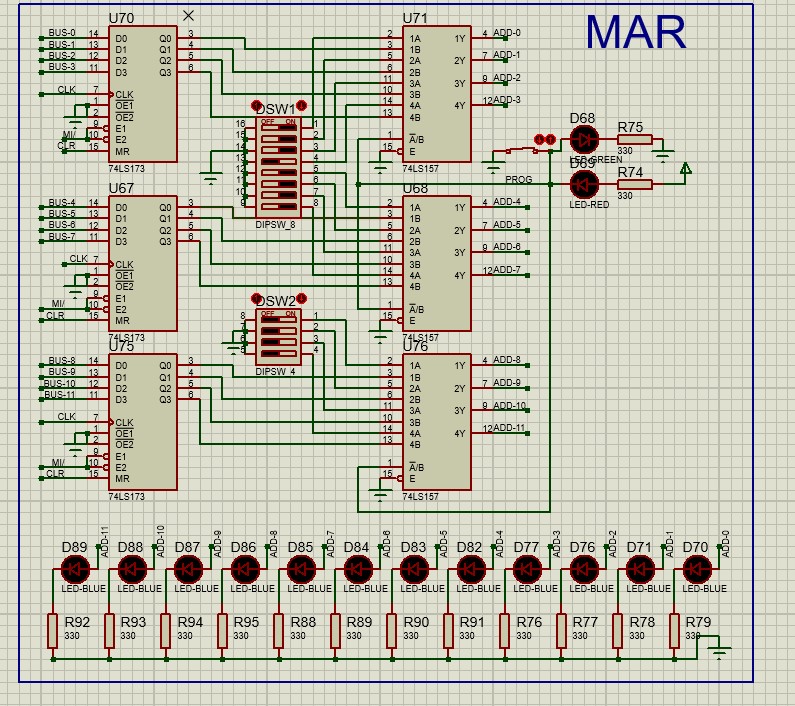 MAR
U70
BUS-0 14 D0 Q0 3
BUS-1 13 D1 Q1 4
BUS-2 12 D2 Q2 5
BUS-3 11 D3 Q3 6
CLK 7 CLK
1 OE1
2 OE2
9 E1
MI/ 10 E2
CLR 15 MR
74LS173
DSW1
OFF ON
16 1
15 2
14 3
13 4
12 5
11 6
10 7
9 8
DIPSW_8
U71
2 1A 1Y 4 ADD-0
3 1B
5 2A 2Y 7 ADD-1
6 2B
11 3A 3Y 9 ADD-2
10 3B
14 4A 4Y 12 ADD-3
13 4B
1 A/B
15 E
74LS157
D68
LED-GREEN
R75
330
D69
LED-RED
R74
330
PROG
U67
BUS-4 14 D0 Q0 3
BUS-5 13 D1 Q1 4
BUS-6 12 D2 Q2 5
BUS-7 11 D3 Q3 6
CLK 7 CLK
1 OE1
2 OE2
9 E1
MI/ 10 E2
CLR 15 MR
74LS173
U68
2 1A 1Y 4 ADD-4
3 1B
5 2A 2Y 7 ADD-5
6 2B
11 3A 3Y 9 ADD-6
10 3B
14 4A 4Y 12 ADD-7
13 4B
1 A/B
15 E
74LS157
DSW2
OFF ON
8 1
7 2
6 3
5 4
DIPSW_4
U75
BUS-8 14 D0 Q0 3
BUS-9 13 D1 Q1 4
BUS-10 12 D2 Q2 5
BUS-11 11 D3 Q3 6
CLK 7 CLK
1 OE1
2 OE2
9 E1
MI/ 10 E2
CLR 15 MR
74LS173
U76
2 1A 1Y 4 ADD-8
3 1B
5 2A 2Y 7 ADD-9
6 2B
11 3A 3Y 9 ADD-10
10 3B
14 4A 4Y 12 ADD-11
13 4B
1 A/B
15 E
74LS157
ADD-11 ADD-10 ADD-9 ADD-8 ADD-7 ADD-6 ADD-5 ADD-4 ADD-3 ADD-2 ADD-1 ADD-0
D89 D88 D87 D86 D85 D84 D83 D82 D77 D76 D71 D70
LED-BLUE LED-BLUE LED-BLUE LED-BLUE LED-BLUE LED-BLUE LED-BLUE LED-BLUE LED-BLUE LED-BLUE LED-BLUE LED-BLUE
R92 R93 R94 R95 R88 R89 R90 R91 R76 R77 R78 R79
330 330 330 330 330 330 330 330 330 330 330 330